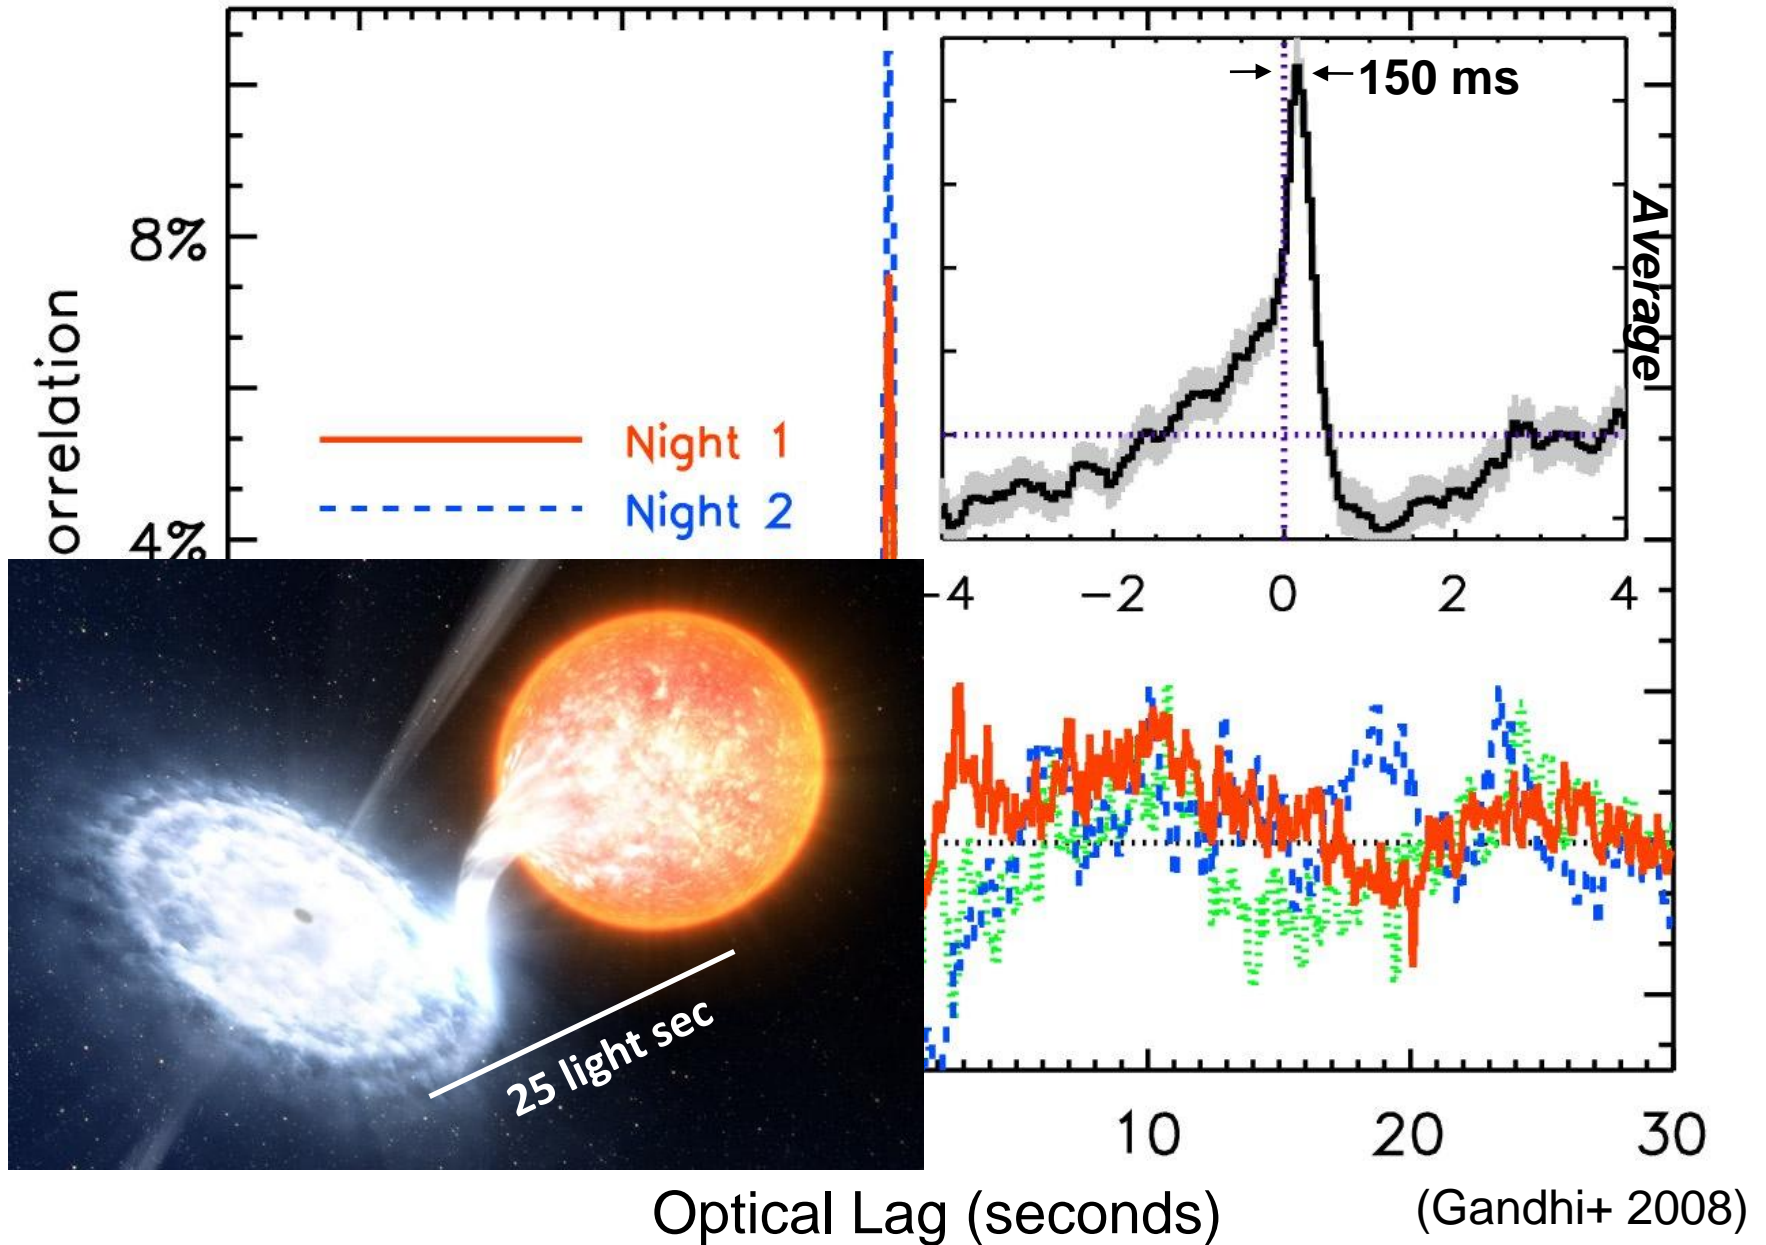 150 ms
8%
Average
orrelation
Night 1
Night 2
4%
-4 -2 0 2 4
25 light sec
10 20 30
Optical Lag (seconds)
(Gandhi+ 2008)